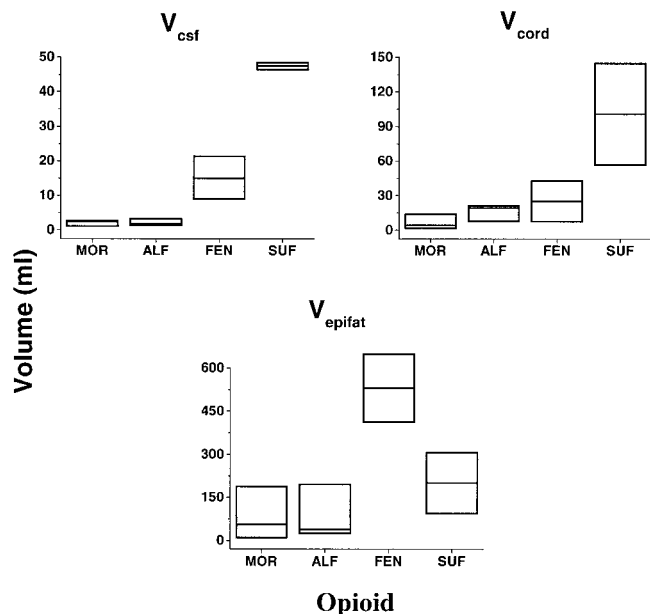 V_csf
V_cord
50
40
30
20
10
0
MOR ALF FEN SUF
150
120
90
60
30
0
MOR ALF FEN SUF
Volume (ml)
V_epifat
600
450
300
150
0
MOR ALF FEN SUF
Opioid